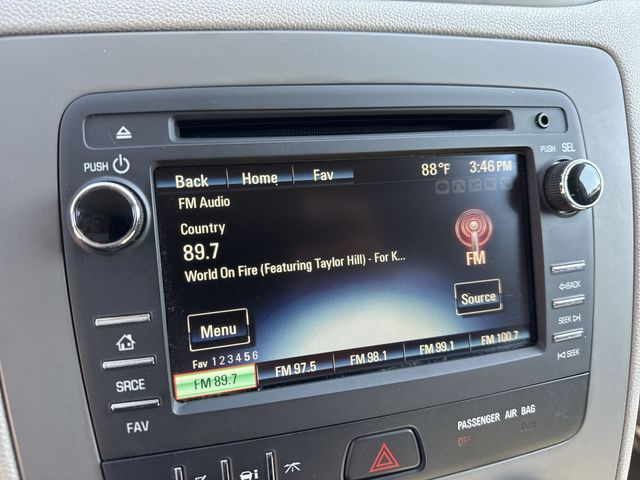 PUSH
PUSH SEL
Back Home Fav 88°F 3:46 PM
FM Audio
Country
89.7
World On Fire (Featuring Taylor Hill) - For K...
FM
Menu
Source
Fav 1 2 3 4 5 6
FM 89.7 FM 97.5 FM 98.1 FM 99.1 FM 100.7
BACK
SEEK
SEEK
SRCE
FAV
PASSENGER AIR BAG
OFF